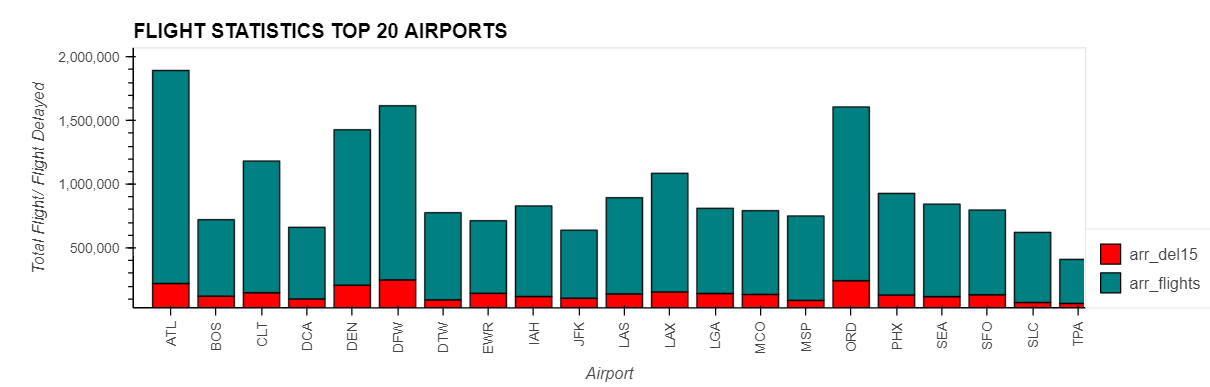 FLIGHT STATISTICS TOP 20 AIRPORTS
Total Flight/ Flight Delayed
2,000,000
1,500,000
1,000,000
500,000
ATL
BOS
CLT
DCA
DEN
DFW
DTW
EWR
IAH
JFK
LAS
LAX
LGA
MCO
MSP
ORD
PHX
SEA
SFO
SLC
TPA
Airport
arr_del15
arr_flights